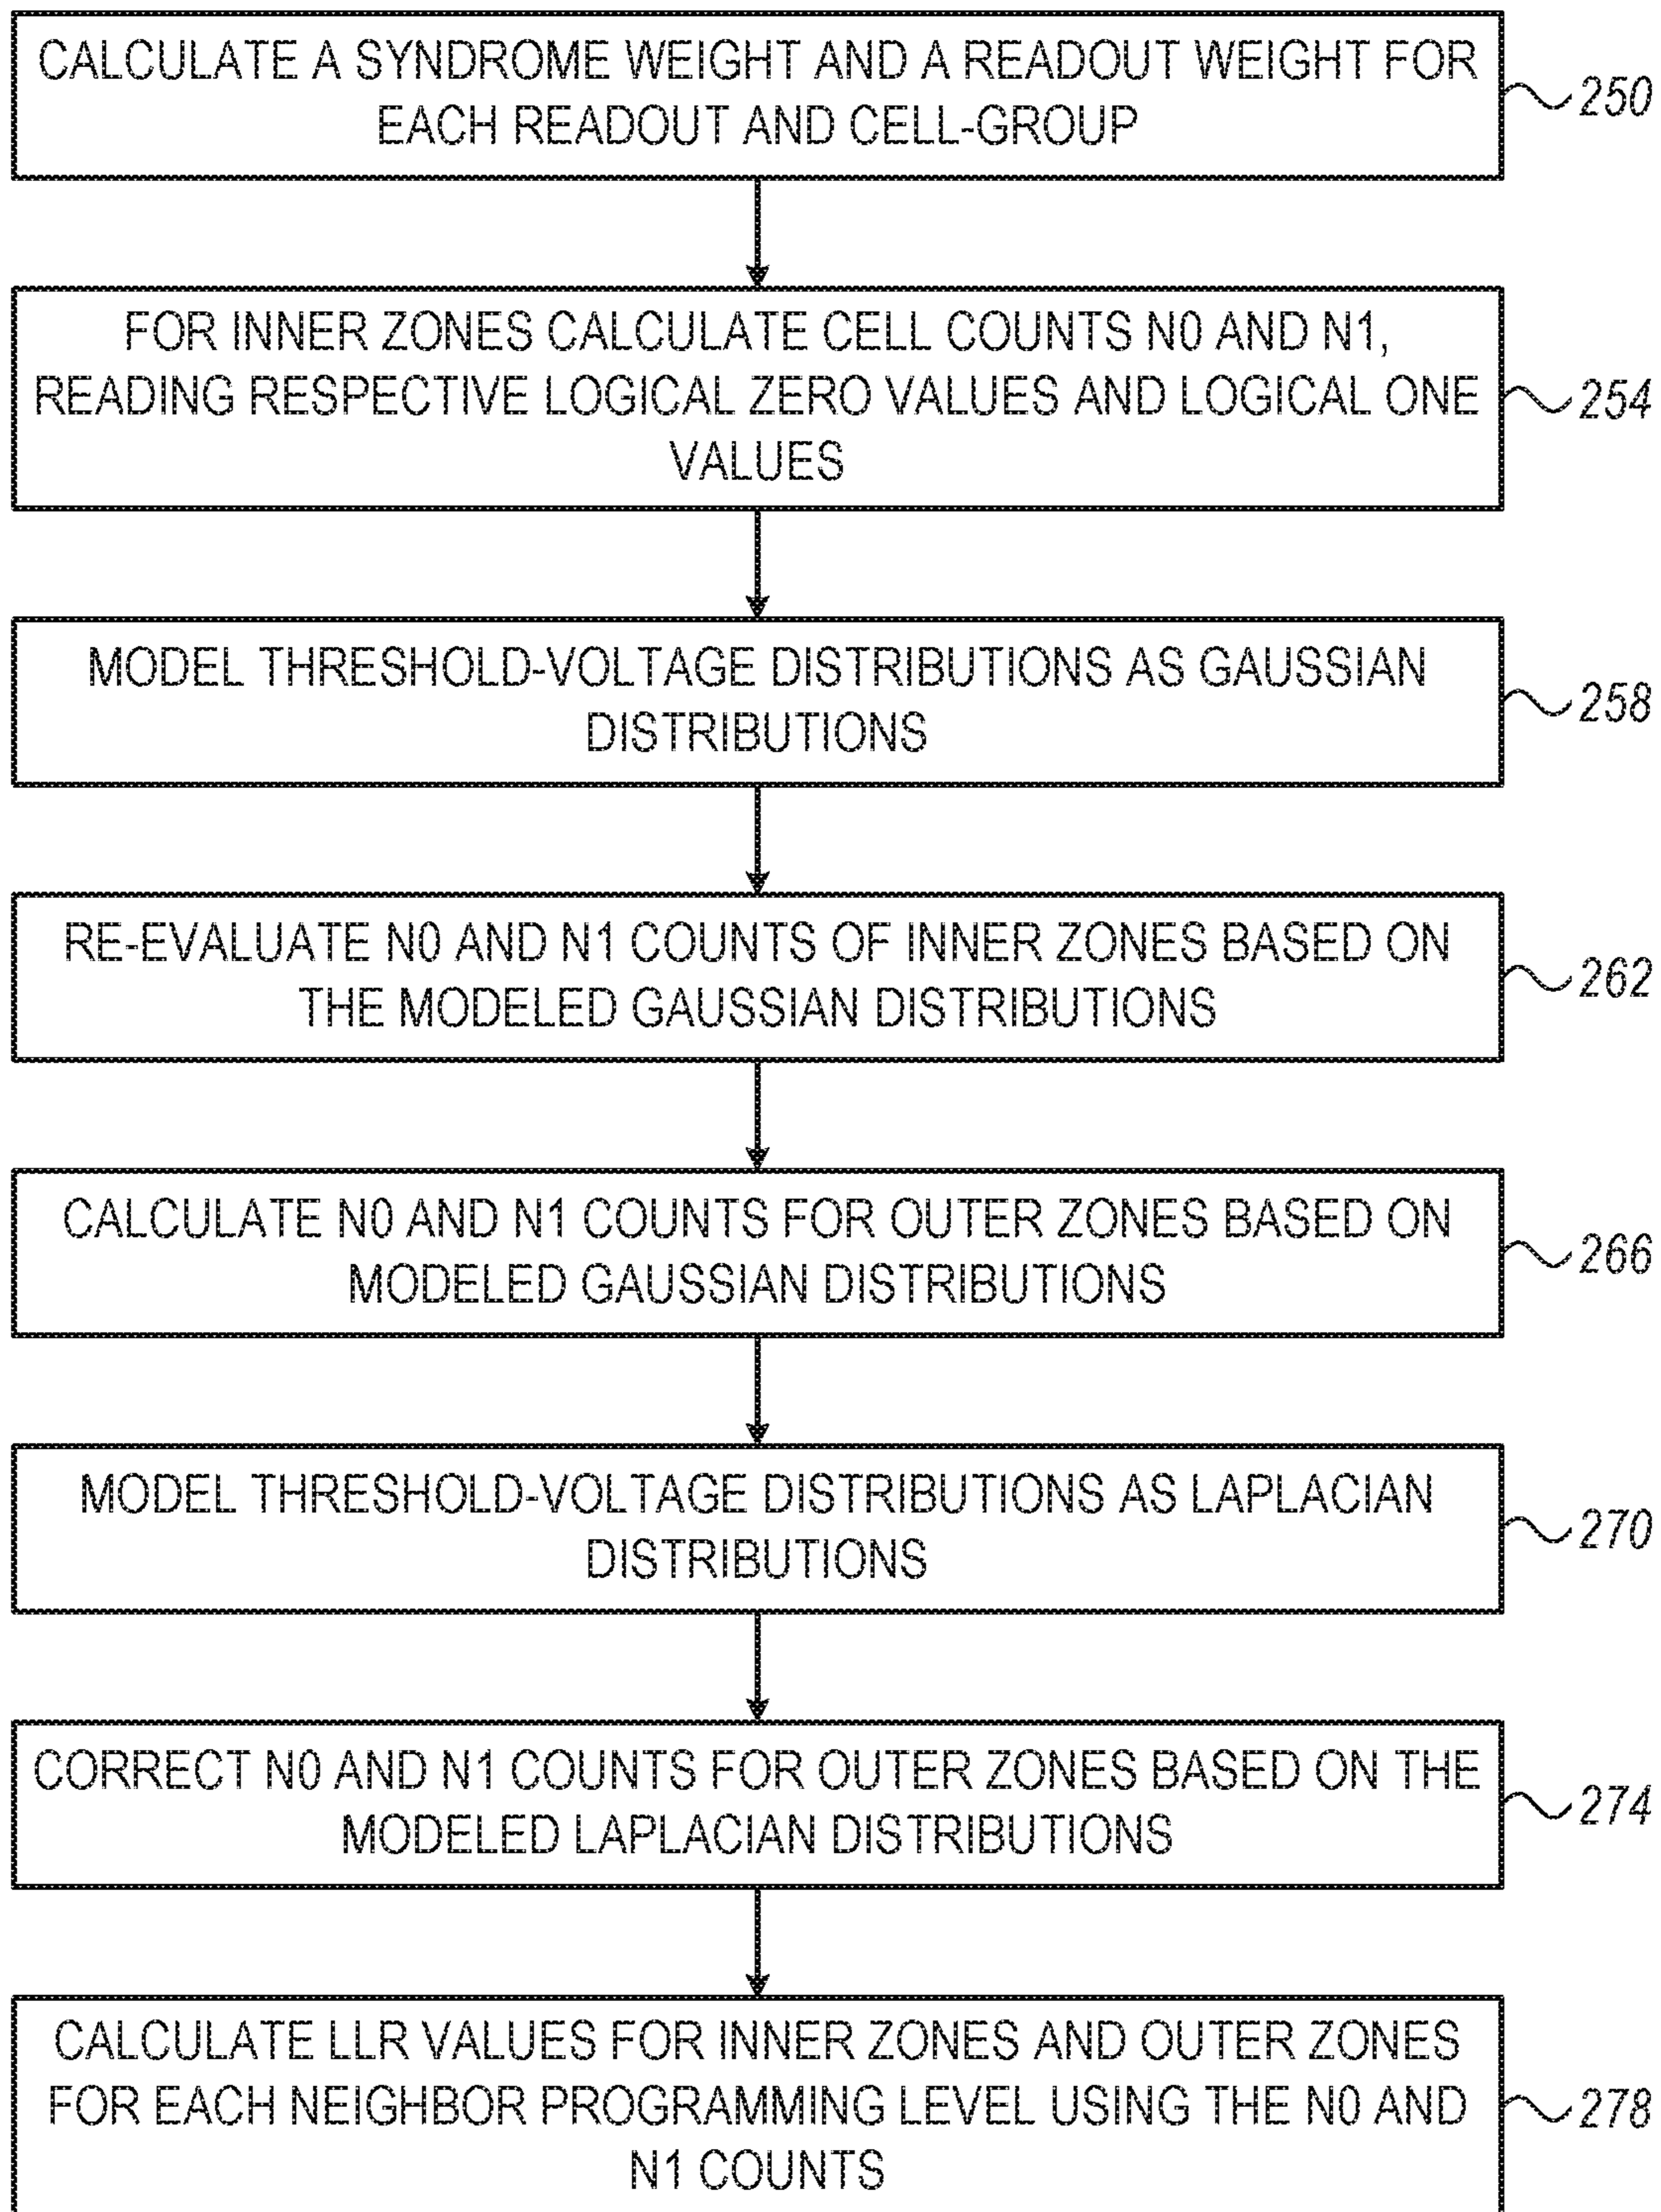 CALCULATE A SYNDROME WEIGHT AND A READOUT WEIGHT FOR
EACH READOUT AND CELL-GROUP
250
FOR INNER ZONES CALCULATE CELL COUNTS N0 AND N1,
READING RESPECTIVE LOGICAL ZERO VALUES AND LOGICAL ONE
VALUES
254
MODEL THRESHOLD-VOLTAGE DISTRIBUTIONS AS GAUSSIAN
DISTRIBUTIONS
258
RE-EVALUATE N0 AND N1 COUNTS OF INNER ZONES BASED ON
THE MODELED GAUSSIAN DISTRIBUTIONS
262
CALCULATE N0 AND N1 COUNTS FOR OUTER ZONES BASED ON
MODELED GAUSSIAN DISTRIBUTIONS
266
MODEL THRESHOLD-VOLTAGE DISTRIBUTIONS AS LAPLACIAN
DISTRIBUTIONS
270
CORRECT N0 AND N1 COUNTS FOR OUTER ZONES BASED ON THE
MODELED LAPLACIAN DISTRIBUTIONS
274
CALCULATE LLR VALUES FOR INNER ZONES AND OUTER ZONES
FOR EACH NEIGHBOR PROGRAMMING LEVEL USING THE N0 AND
N1 COUNTS
278